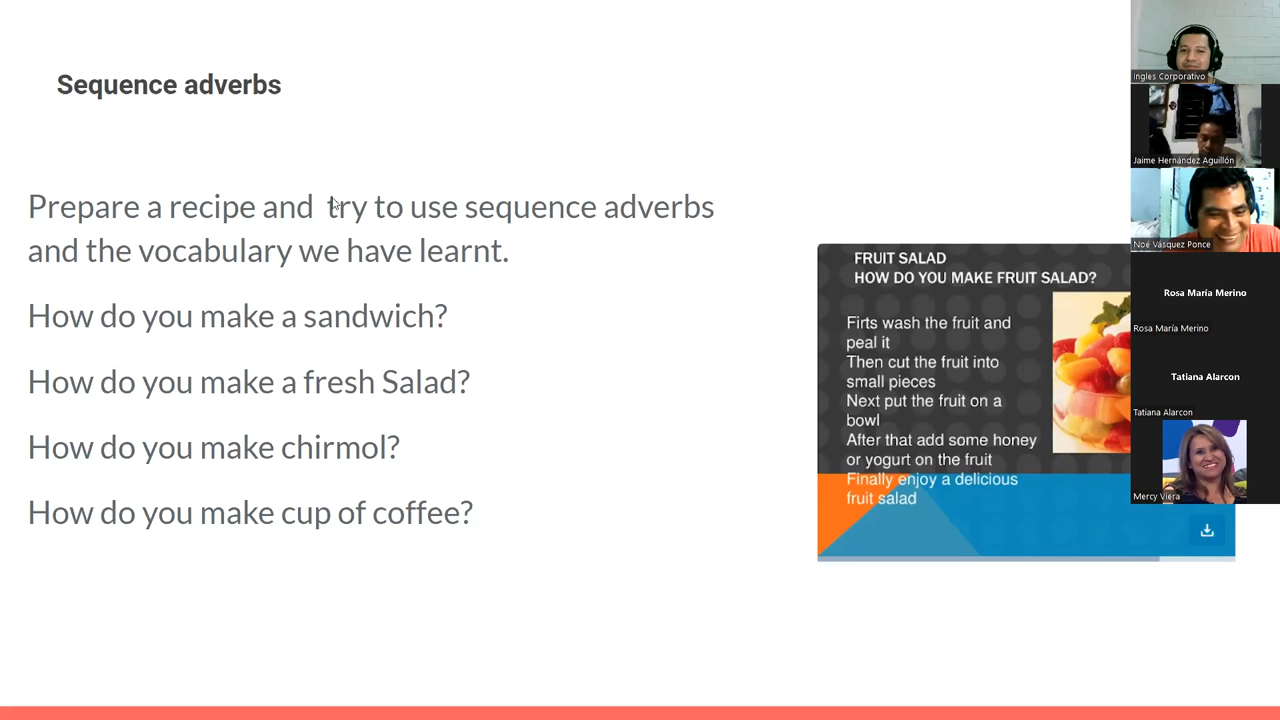 Sequence adverbs
Prepare a recipe and try to use sequence adverbs
and the vocabulary we have learnt.
How do you make a sandwich?
How do you make a fresh Salad?
How do you make chirmol?
How do you make cup of coffee?
FRUIT SALAD
HOW DO YOU MAKE FRUIT SALAD?
Firts wash the fruit and
peal it
Then cut the fruit into
small pieces
Next put the fruit on a
bowl
After that add some honey
or yogurt on the fruit
Finally enjoy a delicious
fruit salad
Ingles Corporativo
Jaime Hernández Aguillón
Noé Vásquez Ponce
Rosa María Merino
Rosa María Merino
Tatiana Alarcon
Tatiana Alarcon
Mercy Viera